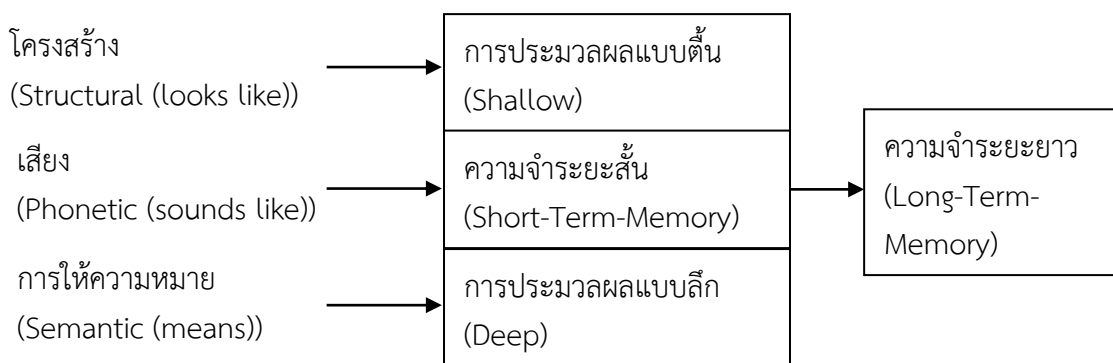 โครงสร้าง
(Structural (looks like))
การประมวลผลแบบตื้น
(Shallow)
เสียง
(Phonetic (sounds like))
ความจำระยะสั้น
(Short-Term-Memory)
การให้ความหมาย
(Semantic (means))
การประมวลผลแบบลึก
(Deep)
ความจำระยะยาว
(Long-Term-
Memory)